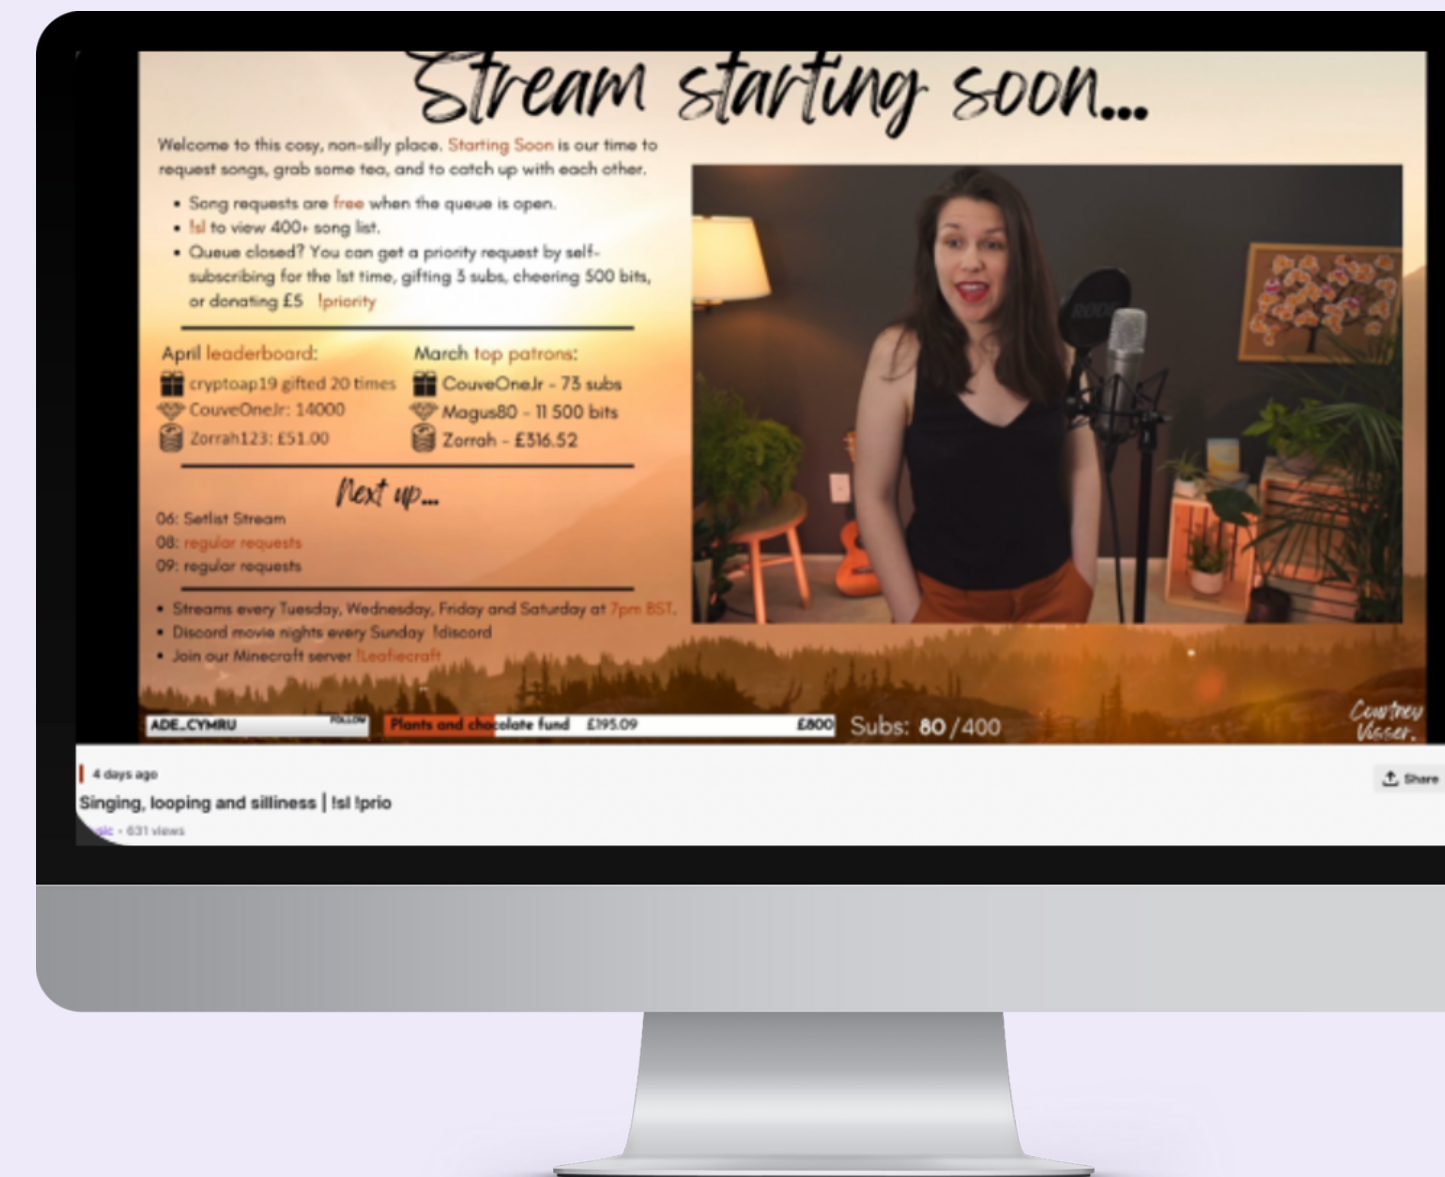 Stream starting soon...
Welcome to this cosy, non-silly place. Starting Soon is our time to
request songs, grab some tea, and to catch up with each other.
• Song requests are free when the queue is open.
• !sl to view 400+ song list.
• Queue closed? You can get a priority request by self-
subscribing for the 1st time, gifting 3 subs, cheering 500 bits,
or donating £5 !priority
April leaderboard:
cryptoap19 gifted 20 times
CouveOneJr: 14000
Zorrah123: £51.00
March top patrons:
CouveOneJr - 73 subs
Magus80 - 11 500 bits
Zorrah - £316.52
Next up...
06: Setlist Stream
08: regular requests
09: regular requests
• Streams every Tuesday, Wednesday, Friday and Saturday at 7pm BST.
• Discord movie nights every Sunday !discord
• Join our Minecraft server !Leafiecraft
RODE
ADE_CYMRU FOLLOW
Plants and chocolate fund £195.09 £800
Subs: 80/400
Courtney
Visser.
4 days ago
Share
Singing, looping and silliness | !sl !prio
sic • 631 views